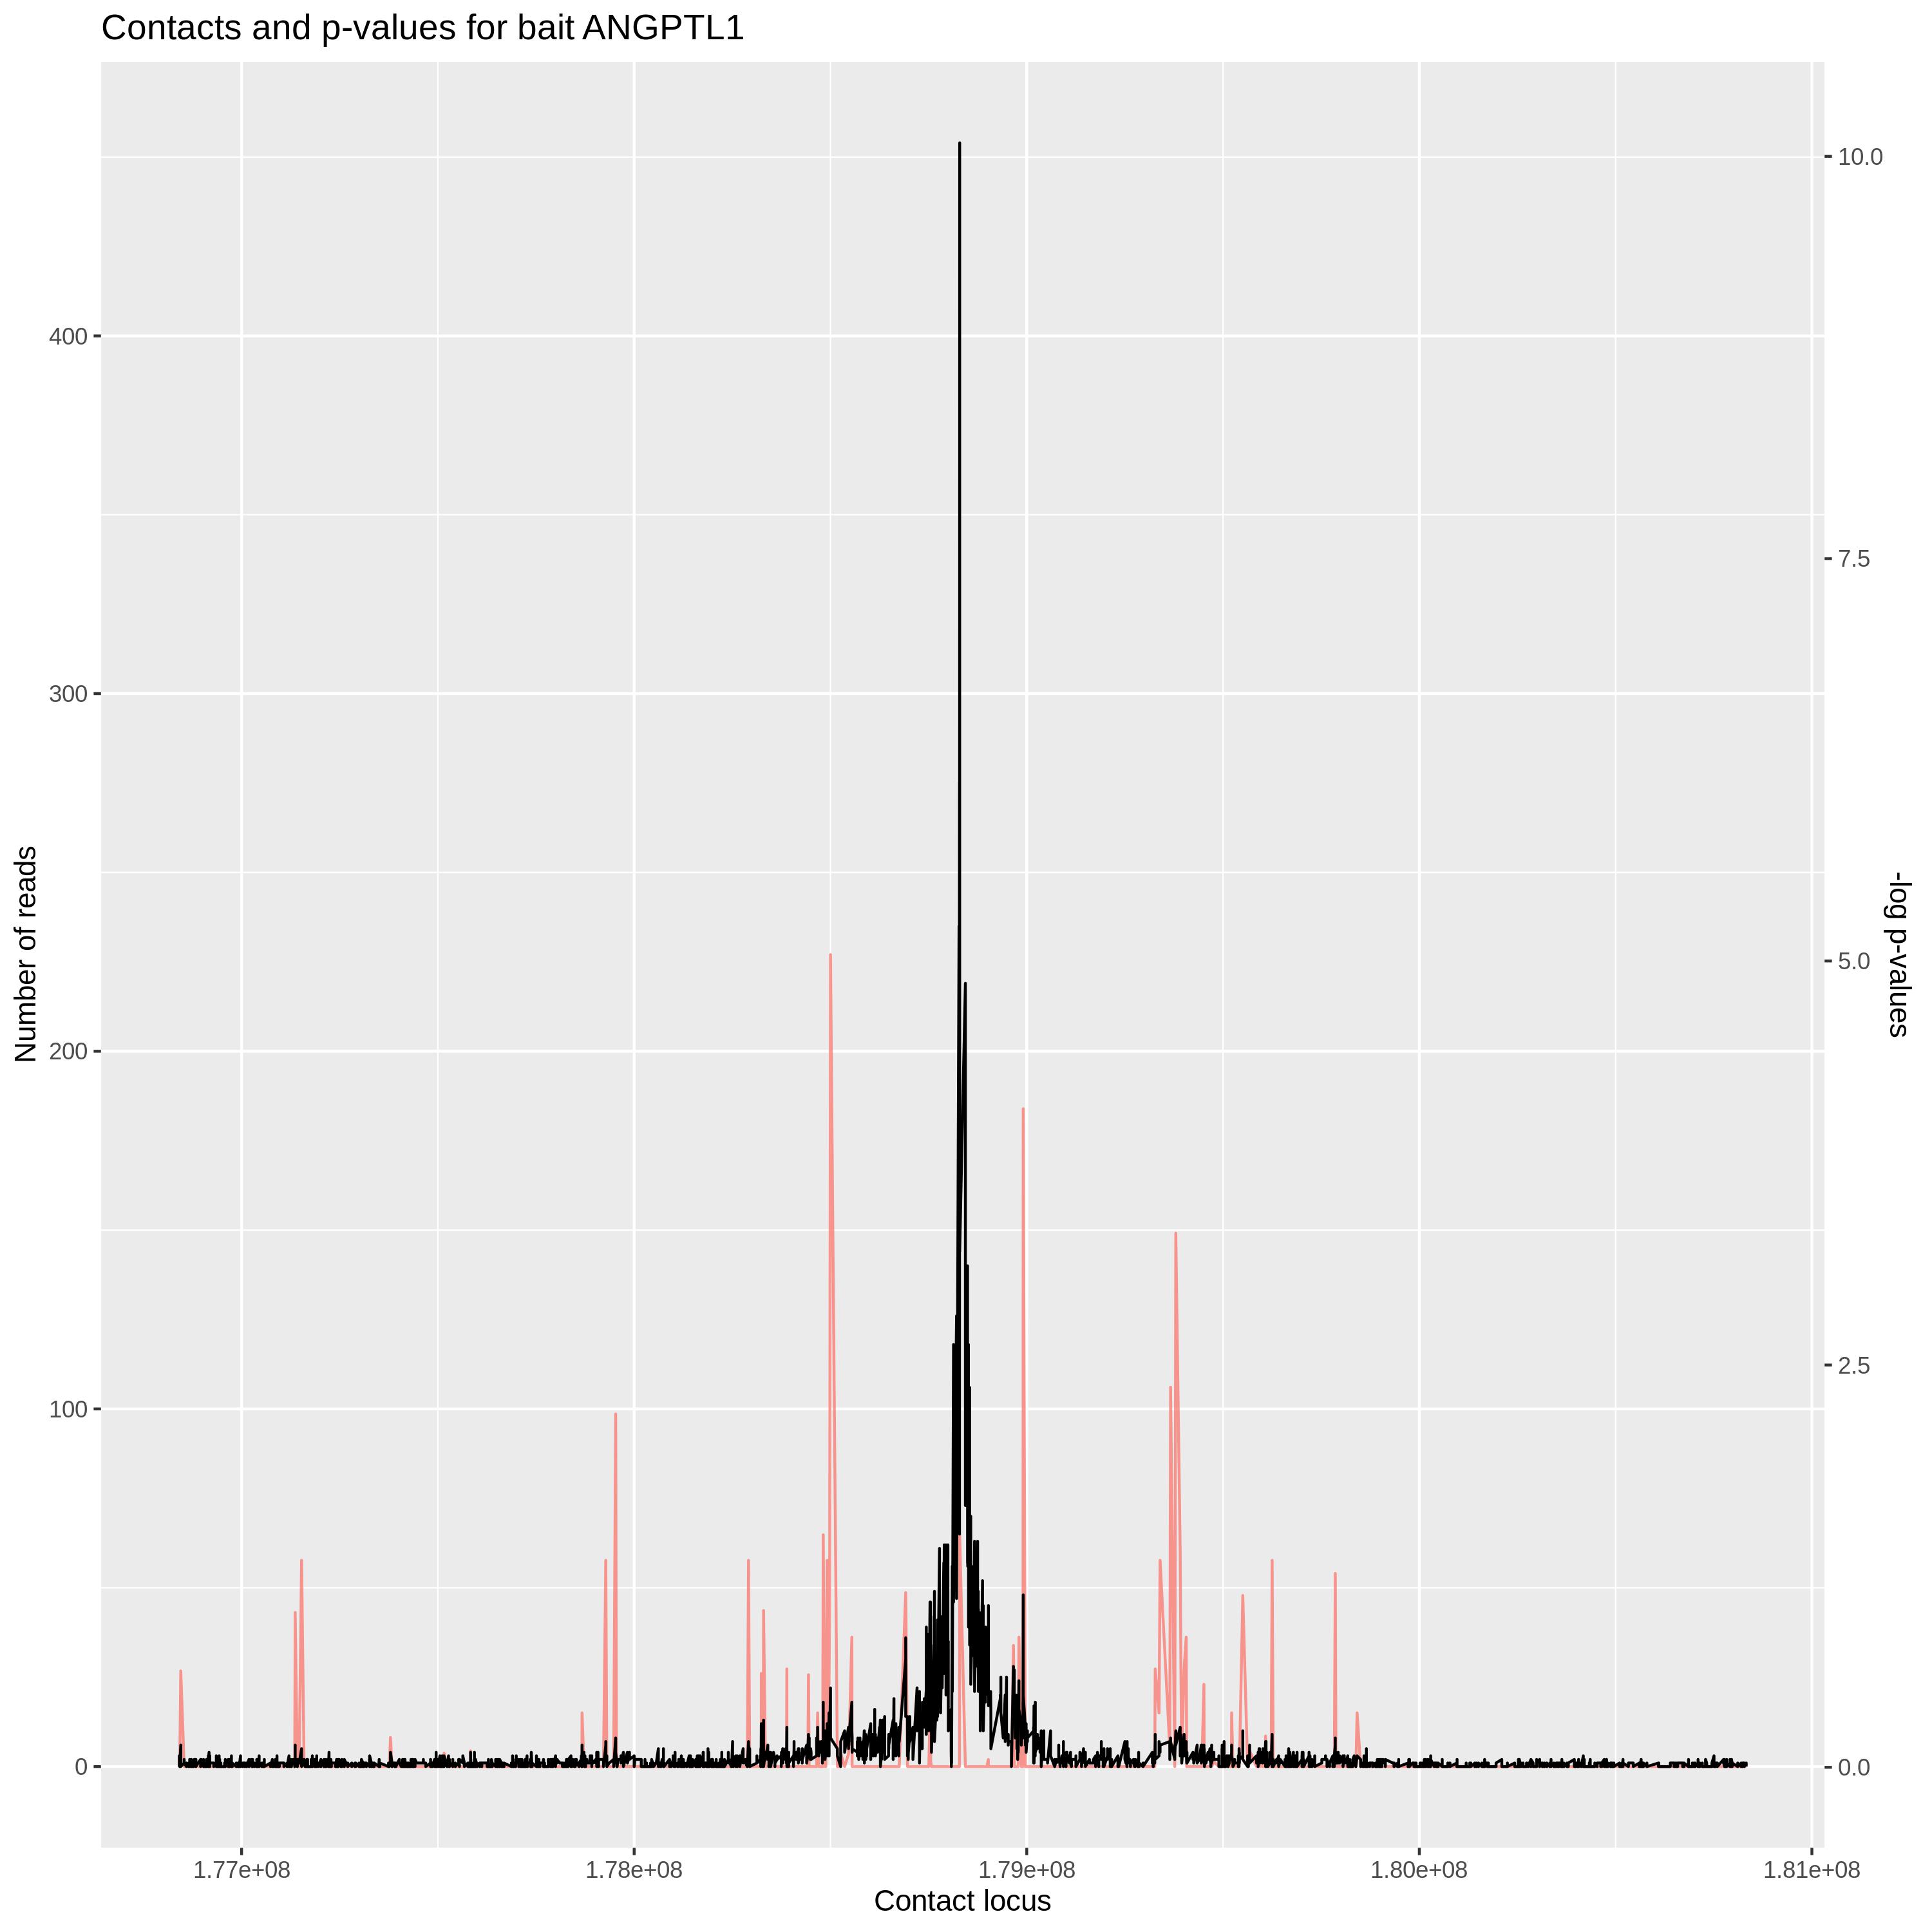 Contacts and p-values for bait ANGPTL1
Number of reads
400
300
200
100
0
10.0
7.5
5.0
2.5
0.0
-log p-values
1.77e+08
1.78e+08
1.79e+08
1.80e+08
1.81e+08
Contact locus